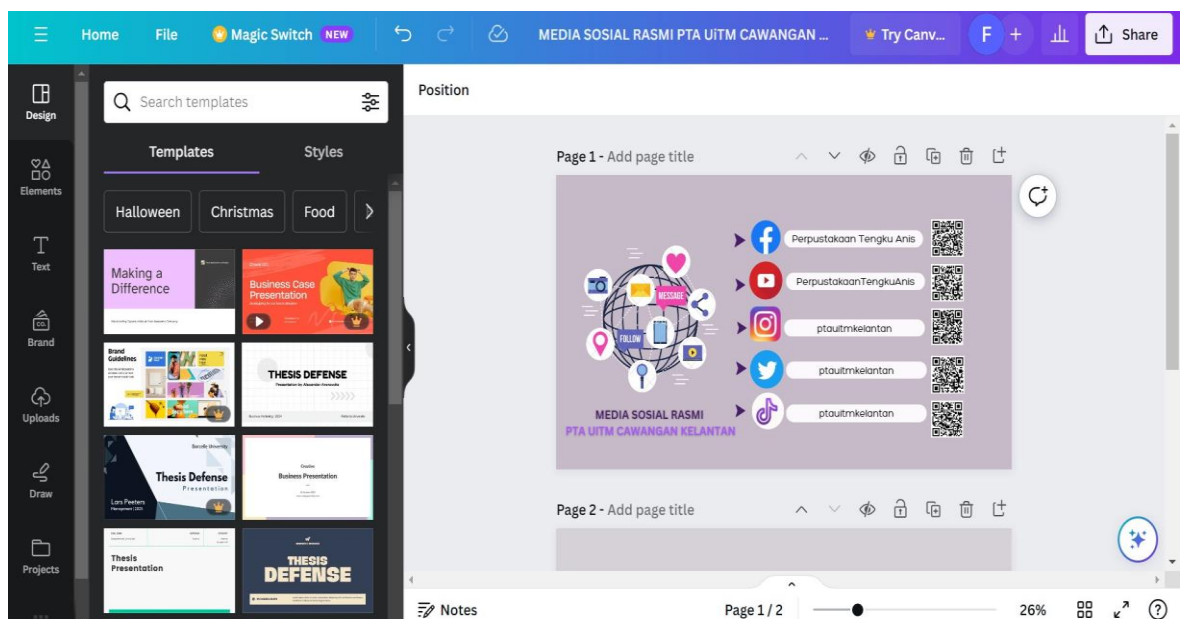 Home File Magic Switch NEW MEDIA SOSIAL RASMI PTA UiTM CAWANGAN ... Try Canv... F + Share
Design
Elements
Text
Brand
CO.
Uploads
Draw
Projects
Search templates
Templates Styles
Halloween Christmas Food
Making a
Difference
Business Case
Presentation
Brand
Guidelines
THESIS DEFENSE
Thesis Defense
Presentation
Lars Peeters
Business Presentation
Thesis
Presentation
THESIS
DEFENSE
Position
Page 1 - Add page title
MESSAGE
FOLLOW
MEDIA SOSIAL RASMI
PTA UITM CAWANGAN KELANTAN
Perpustakaan Tengku Anis
PerpustakaanTengkuAnis
ptauitmkelantan
ptauitmkelantan
ptauitmkelantan
Page 2 - Add page title
Notes Page 1 / 2 26%